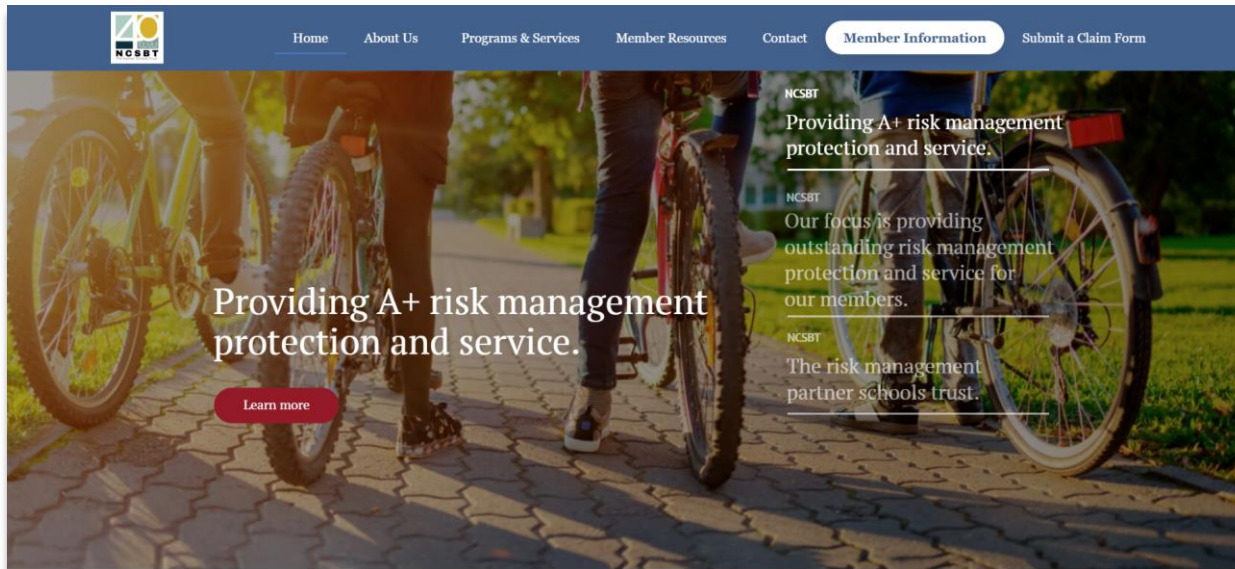 NCSBT
Home
About Us
Programs & Services
Member Resources
Contact
Member Information
Submit a Claim Form
NCSBT
Providing A+ risk management
protection and service.
NCSBT
Our focus is providing
outstanding risk management
protection and service for
our members.
NCSBT
The risk management
partner schools trust.
Providing A+ risk management
protection and service.
Learn more